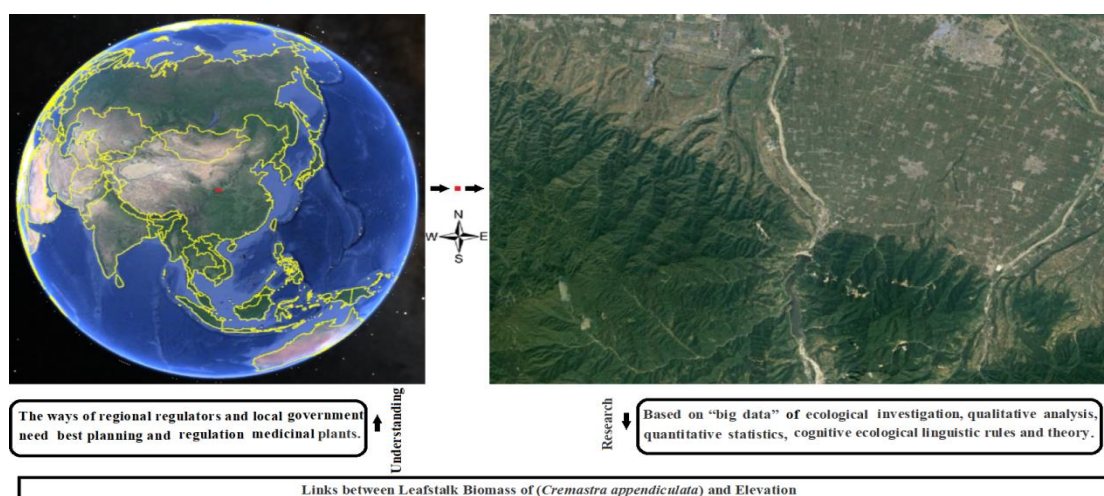 N
W E
S
The ways of regional regulators and local government
need best planning and regulation medicinal plants.
Understanding
Research
Based on “big data” of ecological investigation, qualitative analysis,
quantitative statistics, cognitive ecological linguistic rules and theory.
Links between Leafstalk Biomass of (Cremastra appendiculata) and Elevation